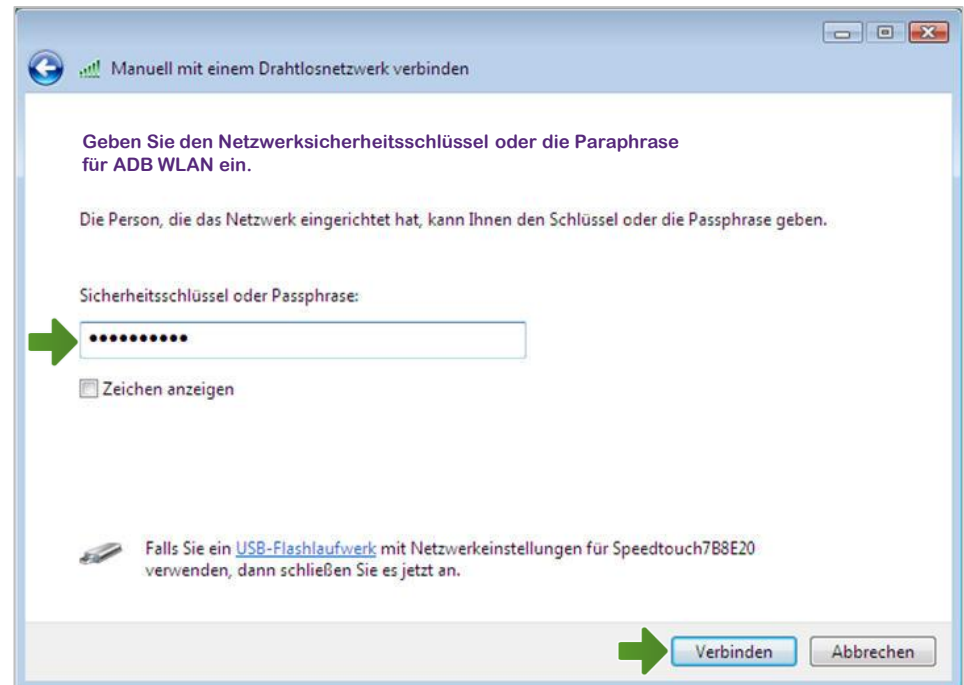 Manuell mit einem Drahtlosnetzwerk verbinden
Geben Sie den Netzwerksicherheitsschlüssel oder die Paraphrase
für ADB WLAN ein.
Die Person, die das Netzwerk eingerichtet hat, kann Ihnen den Schlüssel oder die Passphrase geben.
Sicherheitsschlüssel oder Passphrase:
••••••••••
Zeichen anzeigen
Falls Sie ein USB-Flashlaufwerk mit Netzwerkeinstellungen für Speedtouch7B8E20
verwenden, dann schließen Sie es jetzt an.
Verbinden Abbrechen